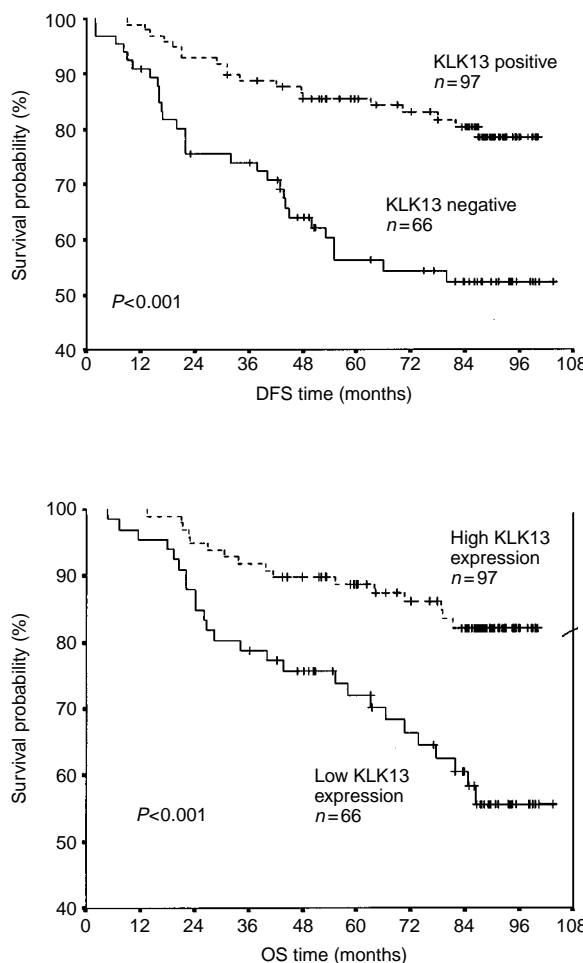 100
90
80
70
60
50
40
Survival probability (%)
KLK13 positive
n=97
KLK13 negative
n=66
P<0.001
0 12 24 36 48 60 72 84 96 108
DFS time (months)
100
90
80
70
60
50
40
Survival probability (%)
High KLK13
expression
n=97
Low KLK13
expression
n=66
P<0.001
0 12 24 36 48 60 72 84 96 108
OS time (months)